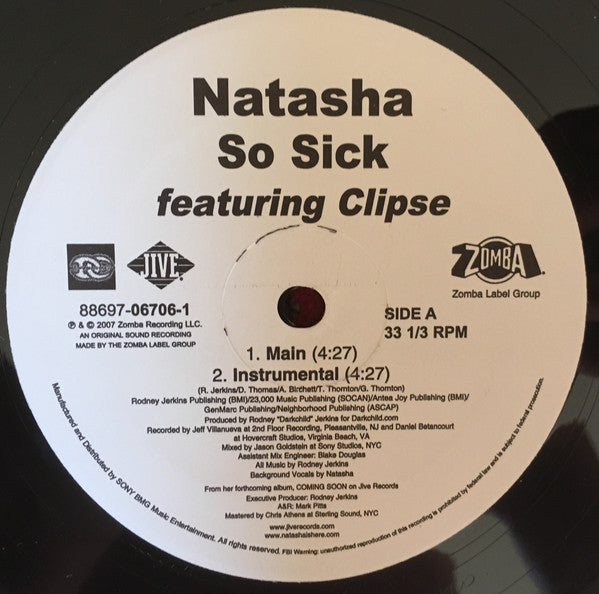 Natasha
So Sick
featuring Clipse
JIVE
ZOMBA
Zomba Label Group
88697-06706-1
℗ & © 2007 Zomba Recording LLC.
AN ORIGINAL SOUND RECORDING
MADE BY THE ZOMBA LABEL GROUP
SIDE A
33 1/3 RPM
1. Main (4:27)
2. Instrumental (4:27)
(R. Jerkins/D. Thomas/A. Birchett/T. Thornton/G. Thornton)
Rodney Jerkins Publishing (BMI)/23,000 Music Publishing (SOCAN)/Antea Joy Publishing (BMI)/
GenMarc Publishing/Neighborhood Publishing (ASCAP)
Produced by Rodney "Darkchild" Jerkins for Darkchild.com
Recorded by Jeff Villanueva at 2nd Floor Recording, Pleasantville, NJ and Daniel Betancourt
at Hovercraft Studios, Virginia Beach, VA
Mixed by Jason Goldstein at Sony Studios, NYC
Assistant Mix Engineer: Blake Douglas
All Music by Rodney Jerkins
Background Vocals by Natasha
From her forthcoming album, COMING SOON on Jive Records
Executive Producer: Rodney Jerkins
A&R: Mark Pitts
Mastered by Chris Athens at Sterling Sound, NYC
www.jiverecords.com
www.natashaishere.com
Manufactured and Distributed by SONY BMG Music Entertainment. All rights reserved. FBI Warning: unauthorized reproduction of this recording is prohibited by federal law and is subject to federal prosecution.